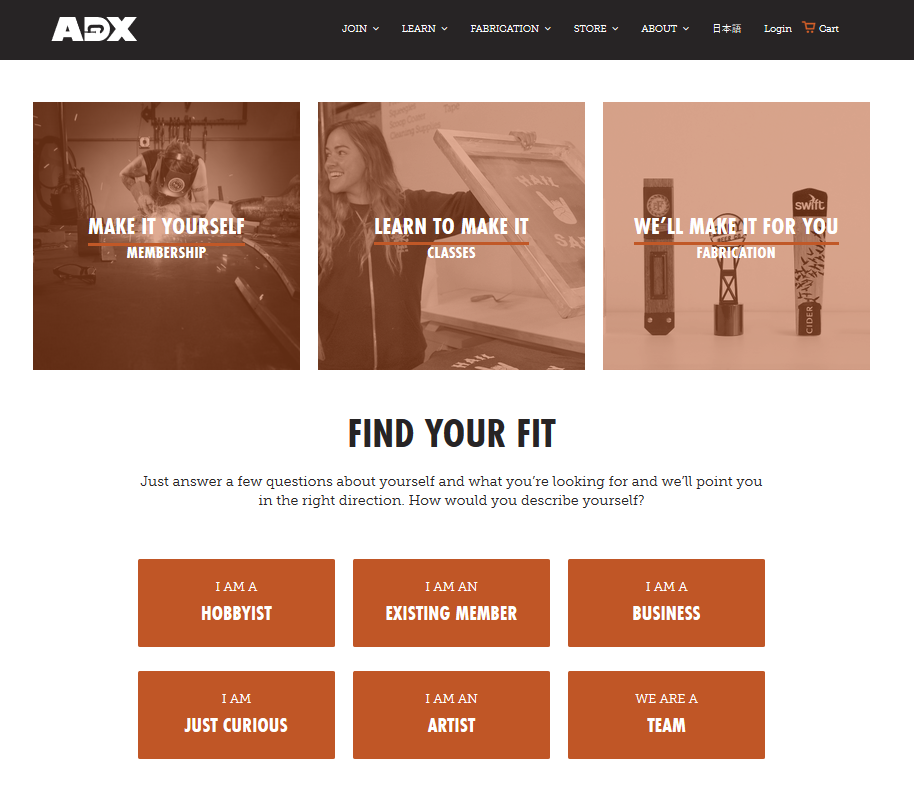 ADX
JOIN
LEARN
FABRICATION
STORE
ABOUT
日本語
Login
Cart
MAKE IT YOURSELF
MEMBERSHIP
HAIL
LEARN TO MAKE IT
CLASSES
HAIL
swift
WE'LL MAKE IT FOR YOU
FABRICATION
CIDER
FIND YOUR FIT
Just answer a few questions about yourself and what you're looking for and we'll point you
in the right direction. How would you describe yourself?
I AM A
HOBBYIST
I AM AN
EXISTING MEMBER
I AM A
BUSINESS
I AM
JUST CURIOUS
I AM AN
ARTIST
WE ARE A
TEAM